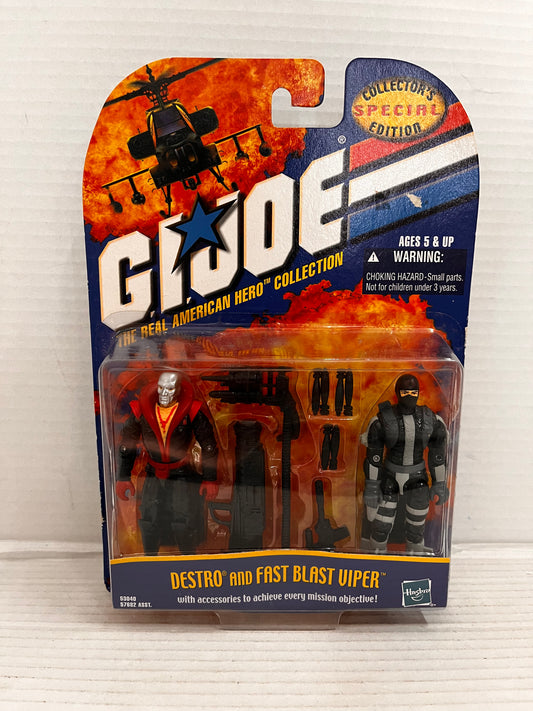 COLLECTOR'S
SPECIAL
EDITION
G.I.JOE®
THE REAL AMERICAN HERO™ COLLECTION
AGES 5 & UP
WARNING:
CHOKING HAZARD-Small parts.
Not for children under 3 years.
DESTRO® AND FAST BLAST VIPER™
with accessories to achieve every mission objective!
53040
57682 ASST.
Hasbro